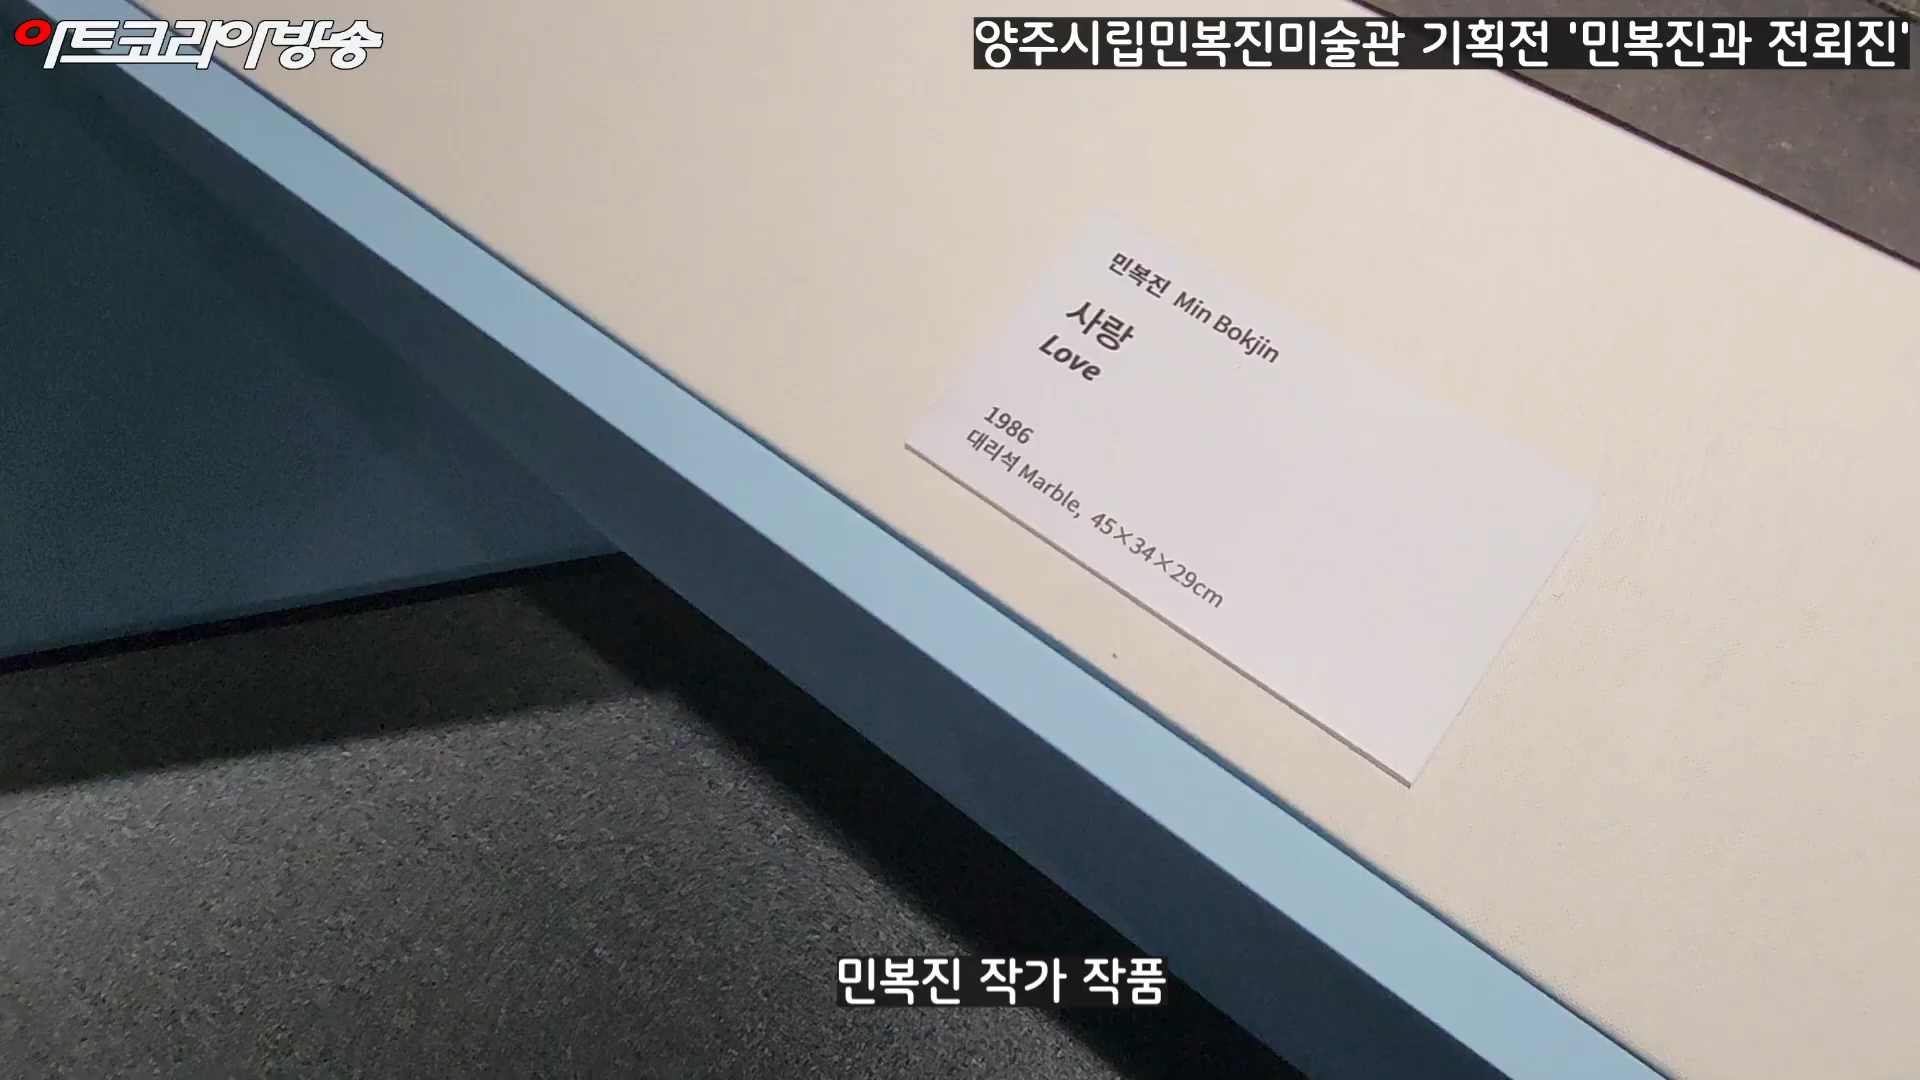 아트코리아방송
양주시립민복진미술관 기획전 '민복진과 전뢰진'
민복진 Min Bokjin
사랑
Love
1986
대리석 Marble, 45×34×29cm
민복진 작가 작품